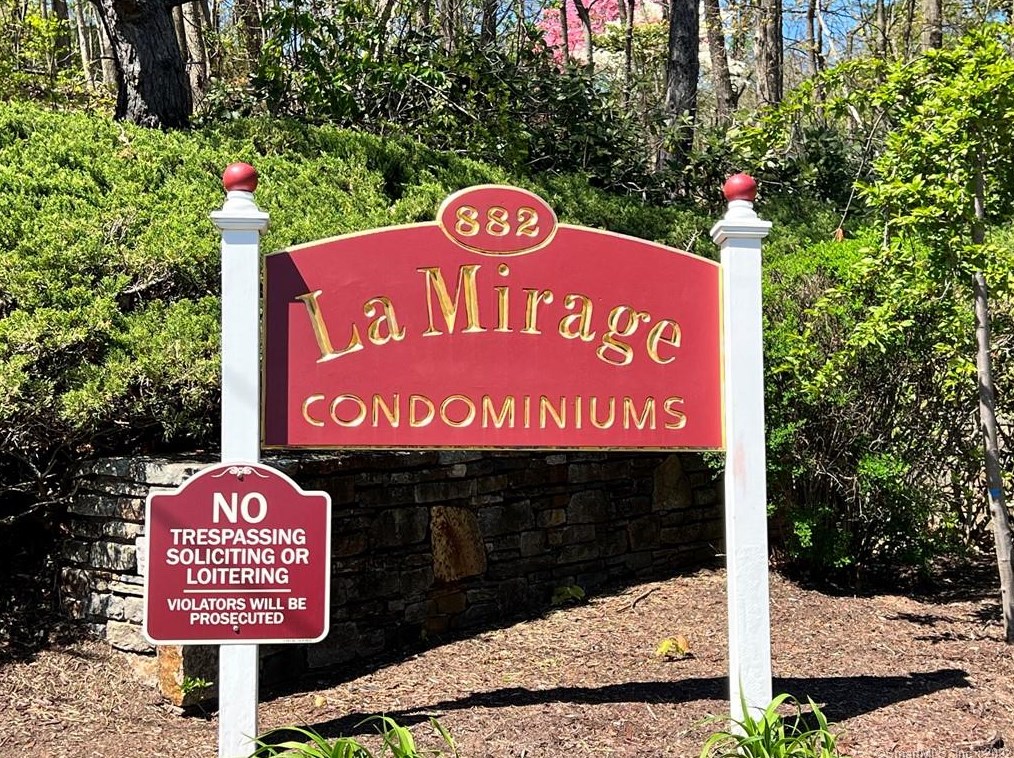 882
La Mirage
CONDOMINIUMS
NO
TRESPASSING
SOLICITING OR
LOITERING
VIOLATORS WILL BE
PROSECUTED